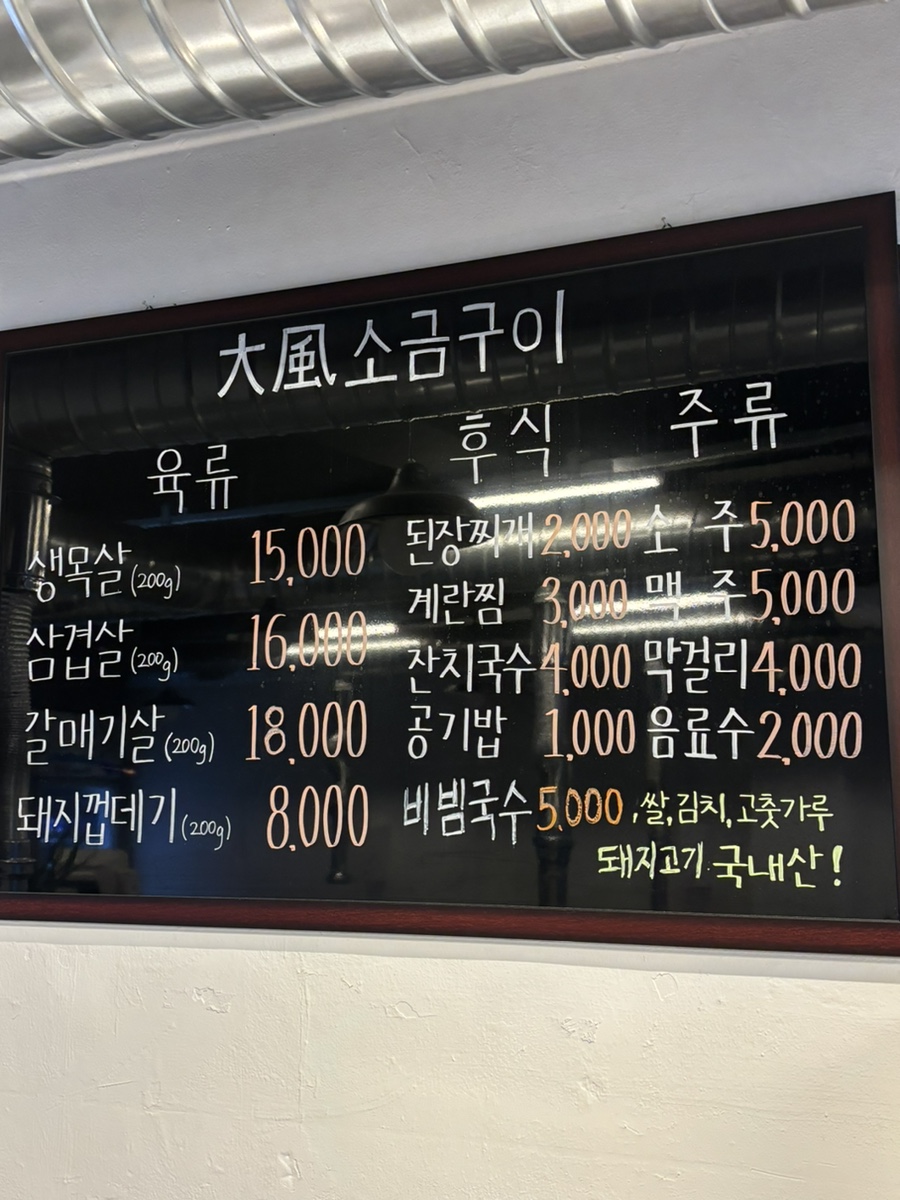 大風 소금구이
육류
생목살(200g) 15,000
삼겹살(200g) 16,000
갈매기살(200g) 18,000
돼지껍데기(200g) 8,000
후식
된장찌개 2,000
계란찜 3,000
잔치국수 4,000
공기밥 1,000
비빔국수 5,000
주류
소 주 5,000
맥 주 5,000
막걸리 4,000
음료수 2,000
,쌀,김치,고춧가루
돼지고기 국내산!